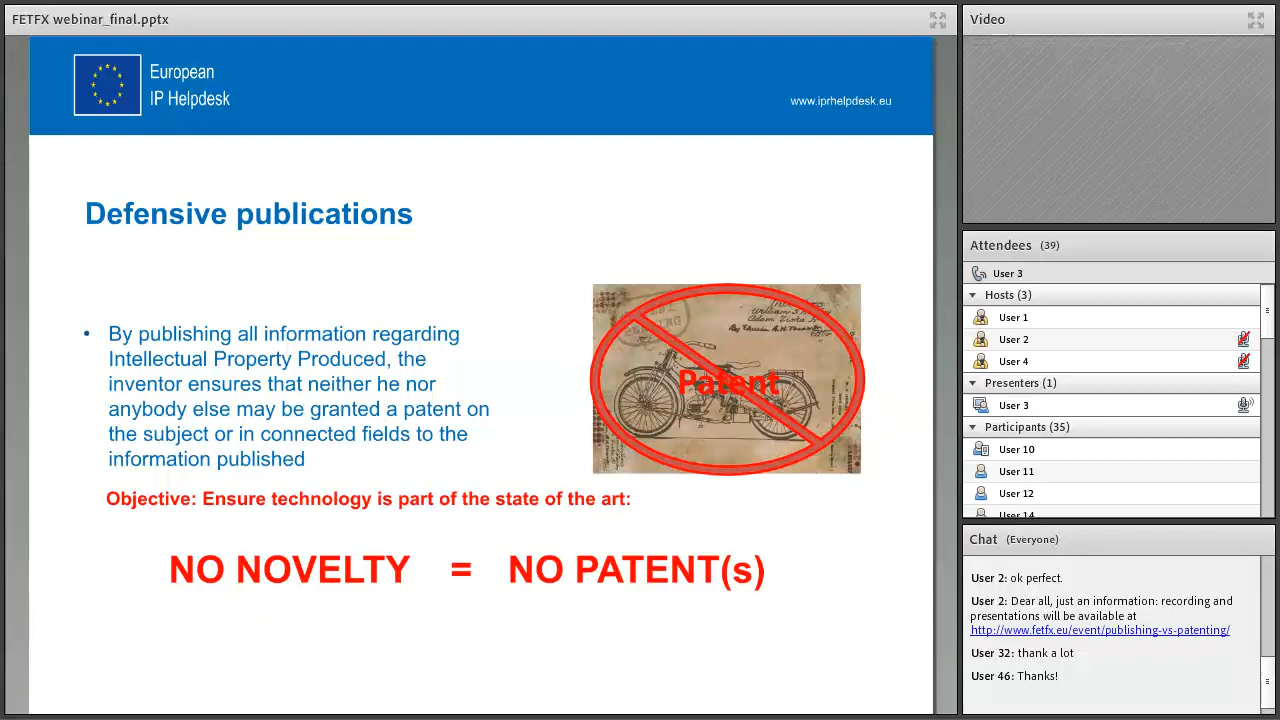 FETFX webinar_final.pptx
European
IP Helpdesk
www.iprhelpdesk.eu
Defensive publications
• By publishing all information regarding
Intellectual Property Produced, the
inventor ensures that neither he nor
anybody else may be granted a patent on
the subject or in connected fields to the
information published
Patent
Objective: Ensure technology is part of the state of the art:
NO NOVELTY = NO PATENT(s)
Video
Attendees (39)
User 3
Hosts (3)
User 1
User 2
User 4
Presenters (1)
User 3
Participants (35)
User 10
User 11
User 12
User 14
Chat (Everyone)
User 2: ok perfect.
User 2: Dear all, just an information: recording and
presentations will be available at
http://www.fetfx.eu/event/publishing-vs-patenting/
User 32: thank a lot
User 46: Thanks!